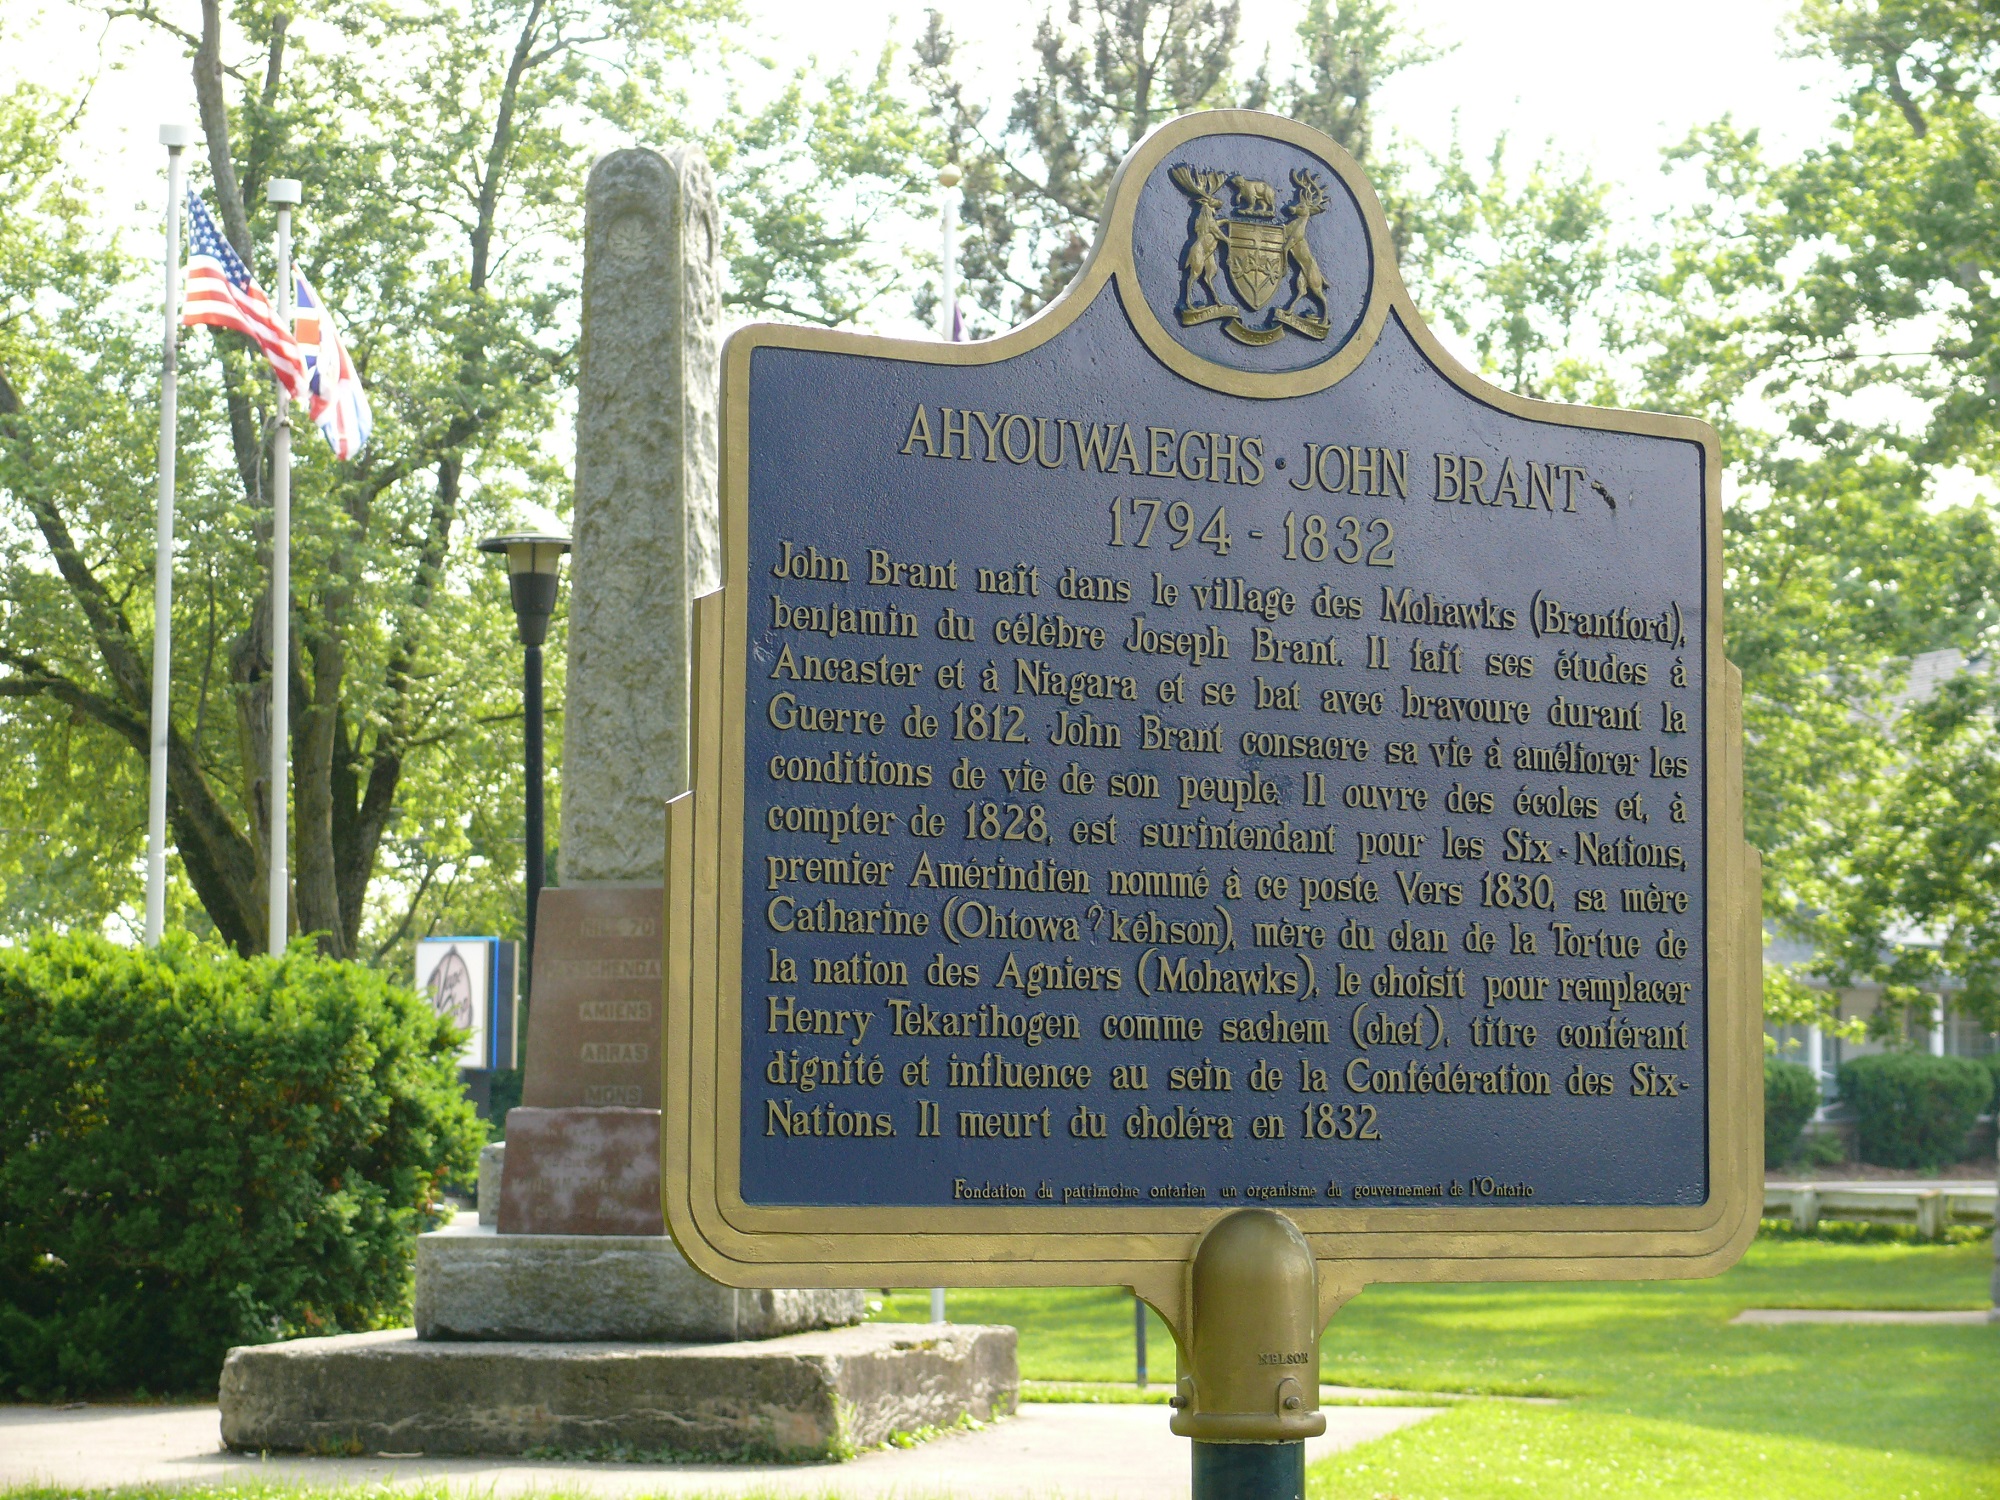 AHYOUWAEGHS · JOHN BRANT
1794 - 1832
John Brant naît dans le village des Mohawks (Brantford),
benjamin du célèbre Joseph Brant. Il fait ses études à
Ancaster et à Niagara et se bat avec bravoure durant la
Guerre de 1812. John Brant consacre sa vie à améliorer les
conditions de vie de son peuple. Il ouvre des écoles et, à
compter de 1828, est surintendant pour les Six-Nations,
premier Amérindien nommé à ce poste. Vers 1830, sa mère
Catharine (Ohtowa?kéhson), mère du clan de la Tortue de
la nation des Agniers (Mohawks), le choisit pour remplacer
Henry Tekarihogen comme sachem (chef), titre conférant
dignité et influence au sein de la Confédération des Six-
Nations. Il meurt du choléra en 1832.
Fondation du patrimoine ontarien un organisme du gouvernement de l'Ontario
NELSON
HILL 70
AMIENS
ARRAS
MONS